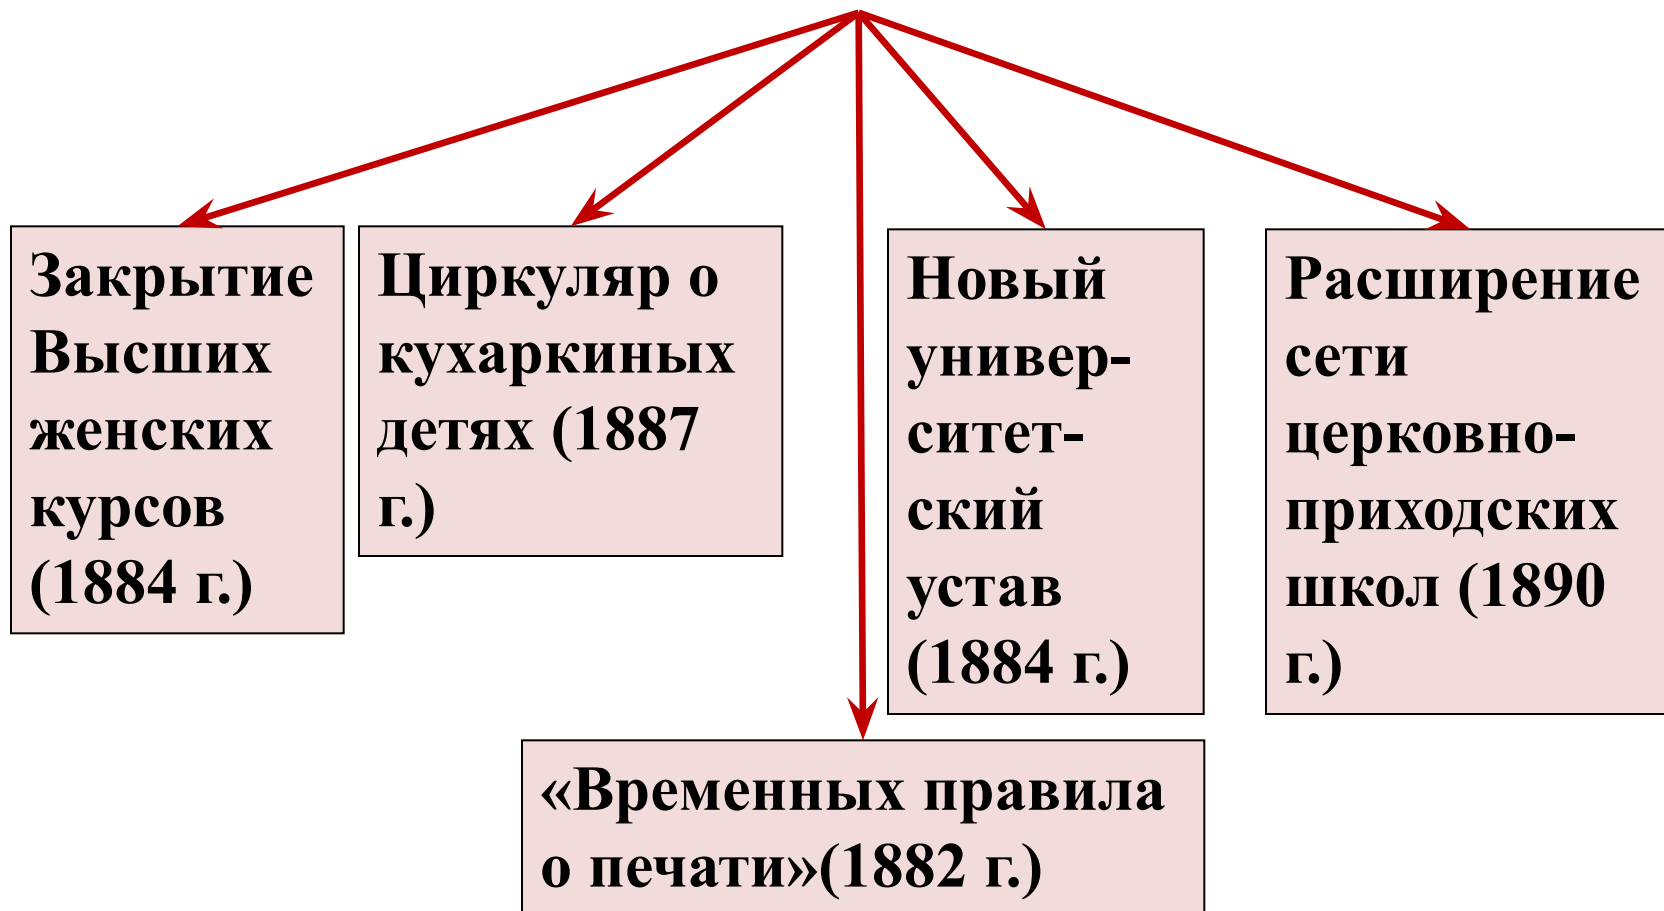 Закрытие
Высших
женских
курсов
(1884 г.)
Циркуляр о
кухаркиных
детях (1887
г.)
Новый
универ-
ситет-
ский
устав
(1884 г.)
Расширение
сети
церковно-
приходских
школ (1890
г.)
«Временных правила
о печати»(1882 г.)